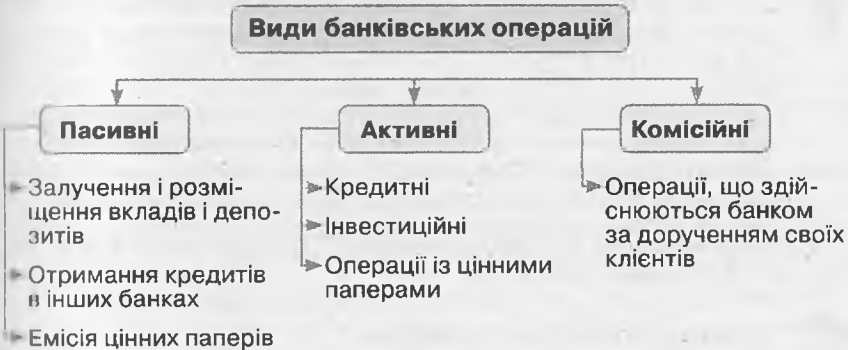 Види банківських операцій
Пасивні
Залучення і розмі-
щення вкладів і депо-
зитів
Отримання кредитів
в інших банках
Емісія цінних паперів
Активні
Кредитні
Інвестиційні
Операції із цінними
паперами
Комісійні
Операції, що здій-
снюються банком
за дорученням своїх
клієнтів